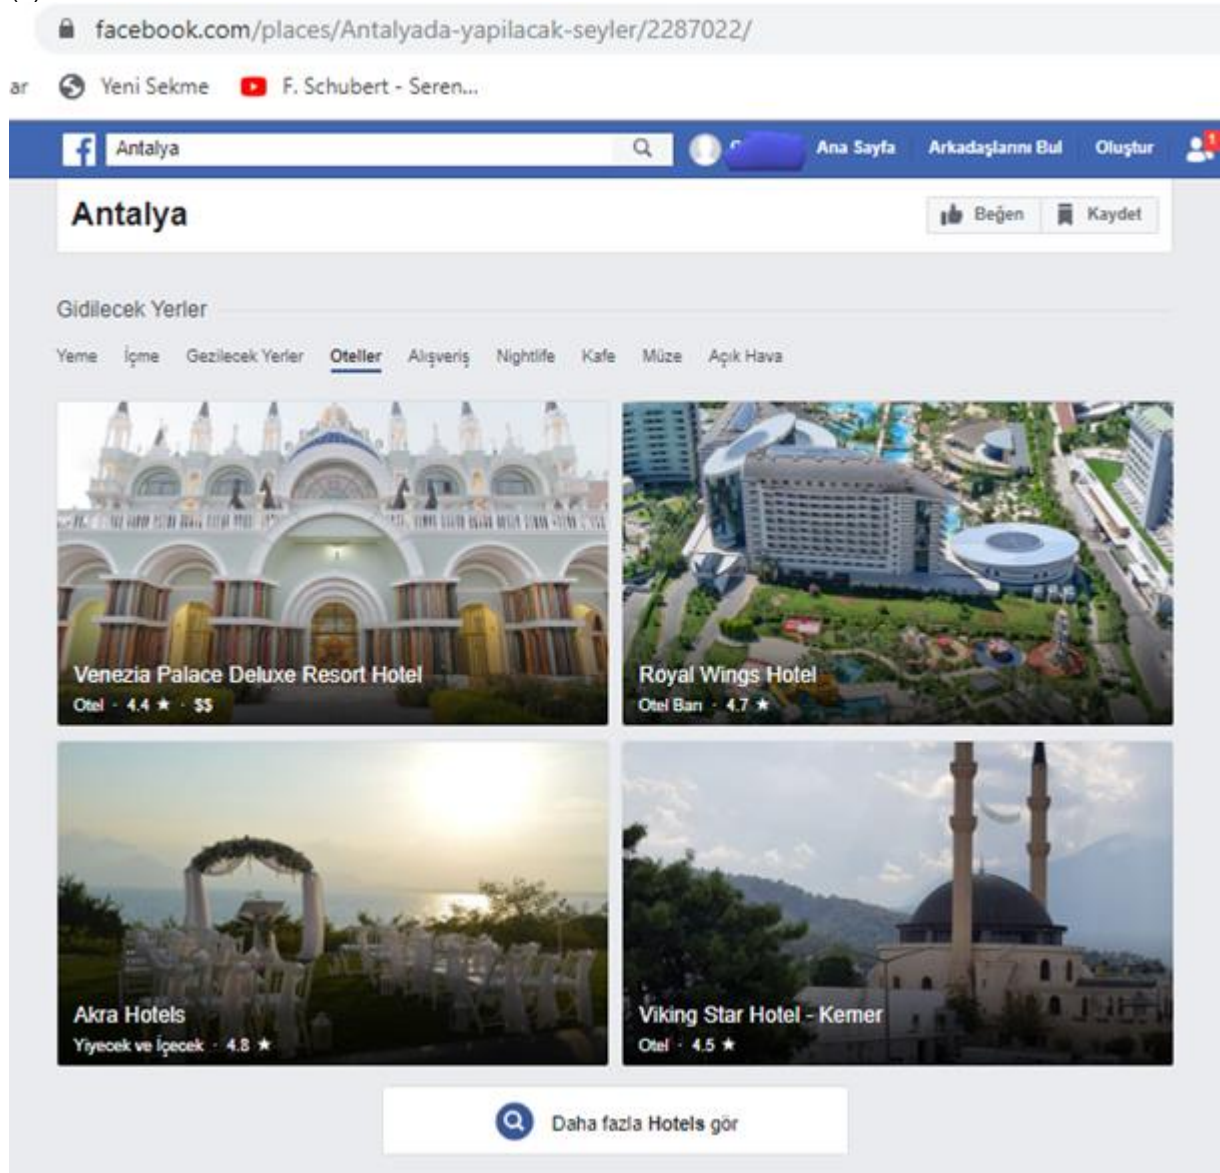 facebook.com/places/Antalyada-yapilacak-seyler/2287022/
ar Yeni Sekme F. Schubert - Seren...
Antalya Ana Sayfa Arkadaşlarını Bul Oluştur 1
Antalya Beğen Kaydet
Gidilecek Yerler
Yeme İçme Gezilecek Yerler Oteller Alışveriş Nightlife Kafe Müze Açık Hava
Venezia Palace Deluxe Resort Hotel
Otel · 4.4 ★ · $$
Royal Wings Hotel
Otel Barı · 4.7 ★
Akra Hotels
Yiyecek ve İçecek · 4.8 ★
Viking Star Hotel - Kemer
Otel · 4.5 ★
Daha fazla Hotels gör